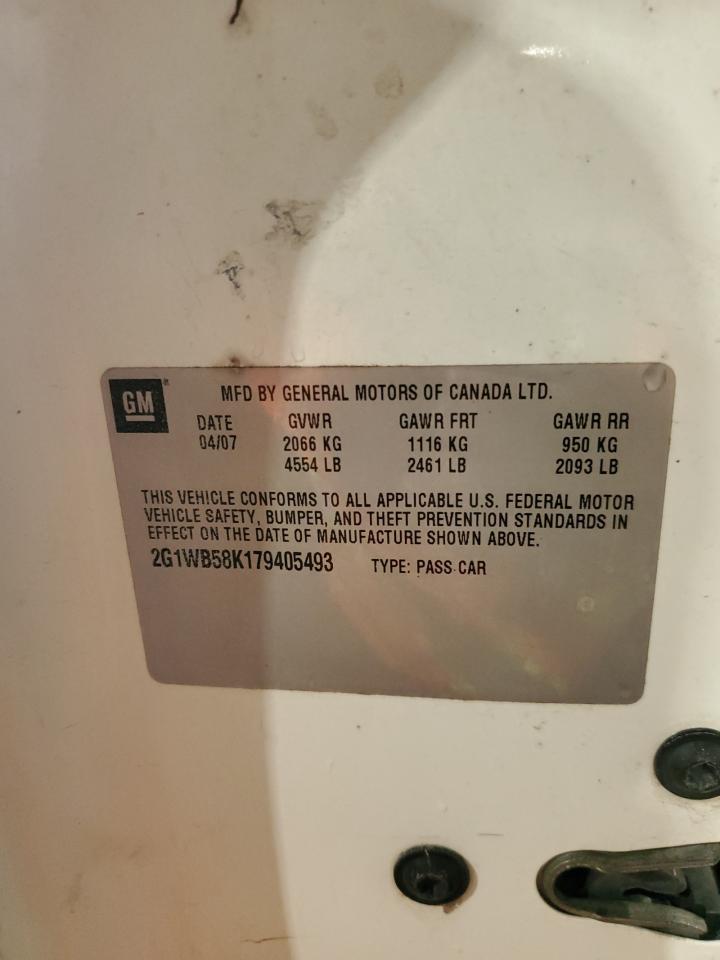 GM
MFD BY GENERAL MOTORS OF CANADA LTD.
DATE GVWR GAWR FRT GAWR RR
04/07 2066 KG 1116 KG 950 KG
4554 LB 2461 LB 2093 LB
THIS VEHICLE CONFORMS TO ALL APPLICABLE U.S. FEDERAL MOTOR
VEHICLE SAFETY, BUMPER, AND THEFT PREVENTION STANDARDS IN
EFFECT ON THE DATE OF MANUFACTURE SHOWN ABOVE.
2G1WB58K179405493 TYPE: PASS CAR